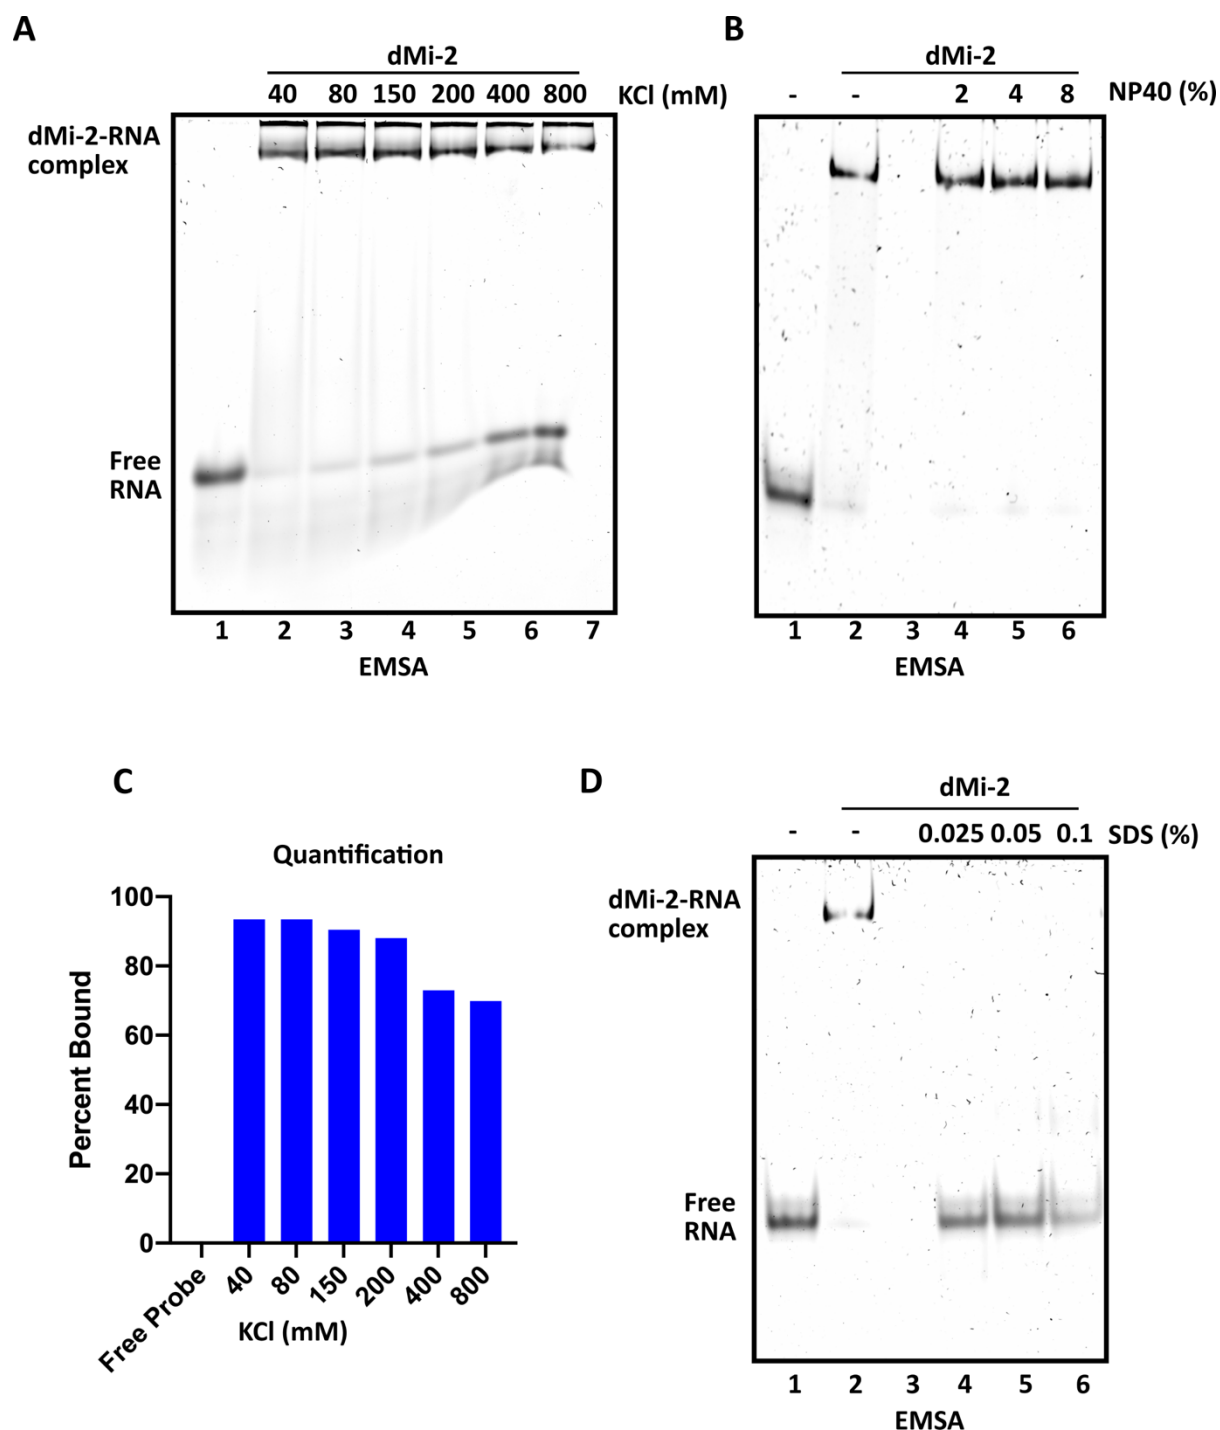 A
dMi-2
40 80 150 200 400 800 KCl (mM)
dMi-2-RNA
complex
Free
RNA
1 2 3 4 5 6 7
EMSA
B
dMi-2
- - 2 4 8 NP40 (%)
1 2 3 4 5 6
EMSA
C
Quantification
Percent Bound
100
80
60
40
20
0
Free Probe 40 80 150 200 400 800
KCl (mM)
D
dMi-2
- - 0.025 0.05 0.1 SDS (%)
dMi-2-RNA
complex
Free
RNA
1 2 3 4 5 6
EMSA